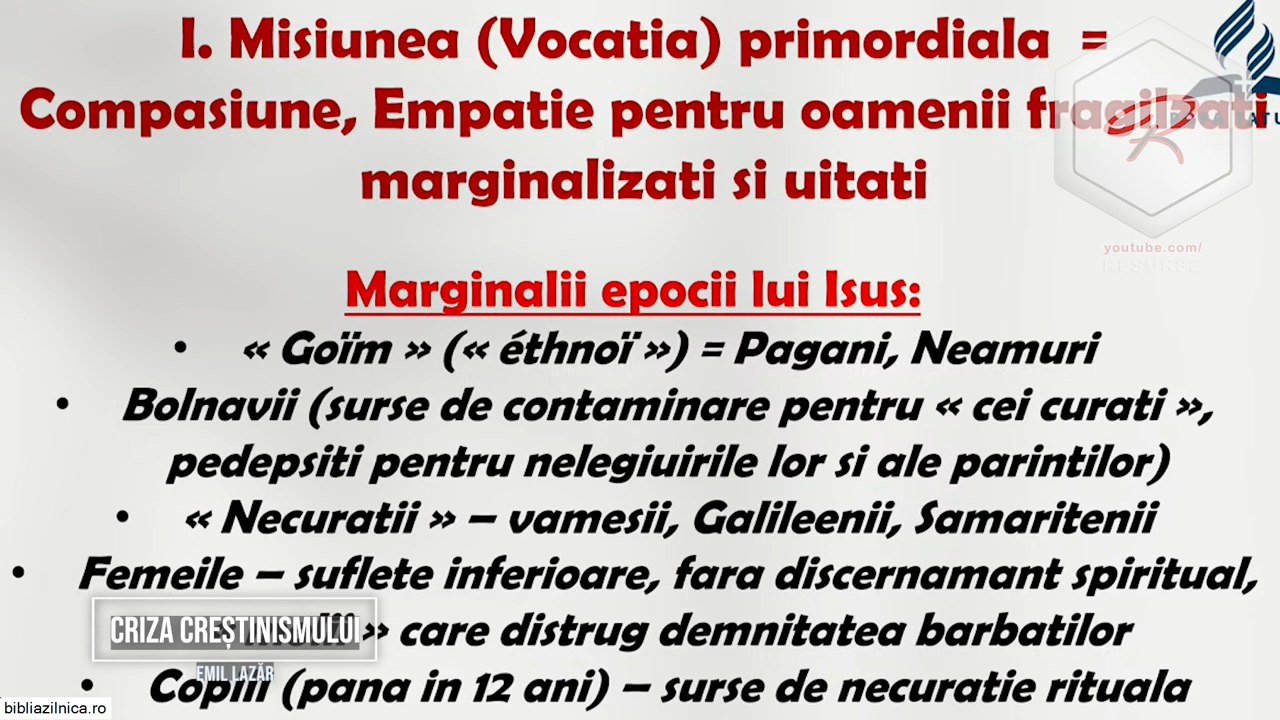 I. Misiunea (Vocatia) primordiala =
Compasiune, Empatie pentru oamenii fragilizati
marginalizati si uitati
youtube.com/
RPSURSE
Marginalii epocii lui Isus:
• « Goïm » (« éthnoï ») = Pagani, Neamuri
• Bolnavii (surse de contaminare pentru « cei curati »,
pedepsiti pentru nelegiuirile lor si ale parintilor)
• « Necuratii » – vamesii, Galileenii, Samaritenii
• Femeile – suflete inferioare, fara discernamant spiritual,
» care distrug demnitatea barbatilor
CRIZA CREȘTINISMULUI
EMIL LAZĂR
• Copiii (pana in 12 ani) – surse de necuratie rituala
bibliazilnica.ro